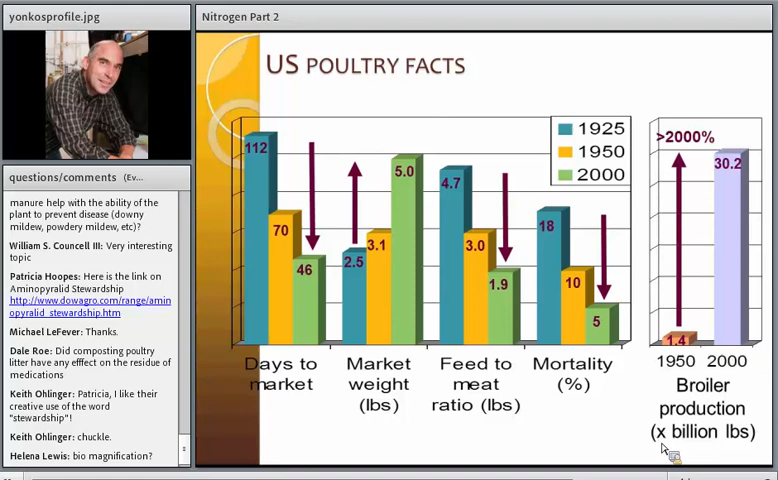 yonkosprofile.jpg
questions/comments (Ev...
manure help with the ability of the
plant to prevent disease (downy
mildew, powdery mildew, etc)?
William S. Councell III: Very interesting
topic
Patricia Hoopes: Here is the link on
Aminopyralid Stewardship
http://www.dowagro.com/range/amin
opyralid_stewardship.htm
Michael LeFever: Thanks.
Dale Roe: Did composting poultry
litter have any efffect on the residue of
medications
Keith Ohlinger: Patricia, I like their
creative use of the word
"stewardship"!
Keith Ohlinger: chuckle.
Helena Lewis: bio magnification?
Nitrogen Part 2
US POULTRY FACTS
1925
1950
2000
112
70
46
2.5
3.1
5.0
4.7
3.0
1.9
18
10
5
Days to
market
Market
weight
(lbs)
Feed to
meat
ratio (lbs)
Mortality
(%)
>2000%
30.2
1.4
1950 2000
Broiler
production
(x billion lbs)